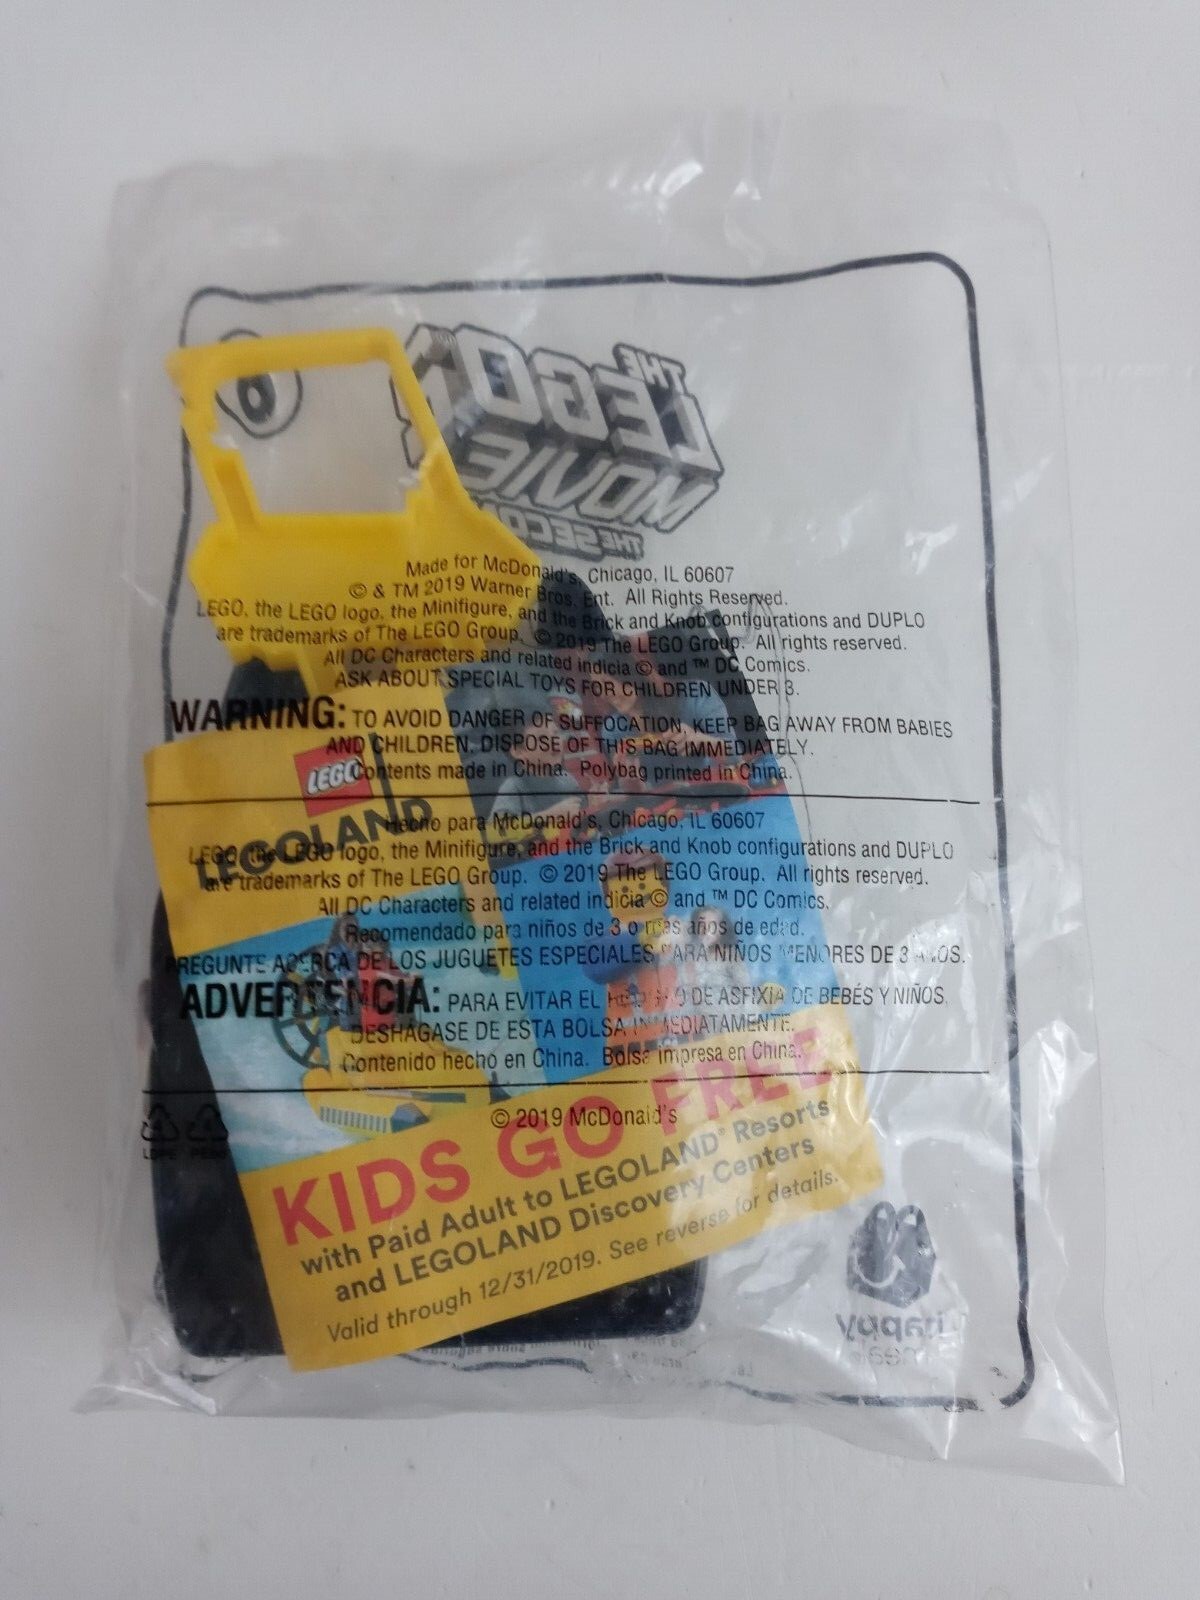 THE
LEGO
MOVIE
THE SECON
Made for McDonald's, Chicago, IL 60607
© & TM 2019 Warner Bros. Ent. All Rights Reserved.
LEGO, the LEGO logo, the Minifigure, and the Brick and Knob configurations and DUPLO
are trademarks of The LEGO Group. © 2019 The LEGO Group. All rights reserved.
All DC Characters and related indicia © and ™ DC Comics.
ASK ABOUT SPECIAL TOYS FOR CHILDREN UNDER 3.
WARNING: TO AVOID DANGER OF SUFFOCATION, KEEP BAG AWAY FROM BABIES
AND CHILDREN. DISPOSE OF THIS BAG IMMEDIATELY.
Contents made in China. Polybag printed in China.
LEGO
LEGOLAND
Hecho para McDonald's, Chicago, IL 60607
LEGO, the LEGO logo, the Minifigure, and the Brick and Knob configurations and DUPLO
are trademarks of The LEGO Group. © 2019 The LEGO Group. All rights reserved.
All DC Characters and related indicia © and ™ DC Comics.
Recomendado para niños de 3 o más años de edad.
PREGUNTE ACERCA DE LOS JUGUETES ESPECIALES PARA NIÑOS MENORES DE 3 AÑOS.
ADVERTENCIA: PARA EVITAR EL DE ASFIXIA DE BEBÉS Y NIÑOS,
DESHÁGASE DE ESTA BOLSA INMEDIATAMENTE.
Contenido hecho en China. Bolsa impresa en China.
© 2019 McDonald's
LDPE
KIDS GO FREE
with Paid Adult to LEGOLAND® Resorts
and LEGOLAND Discovery Centers
Valid through 12/31/2019. See reverse for details.
happy
meal